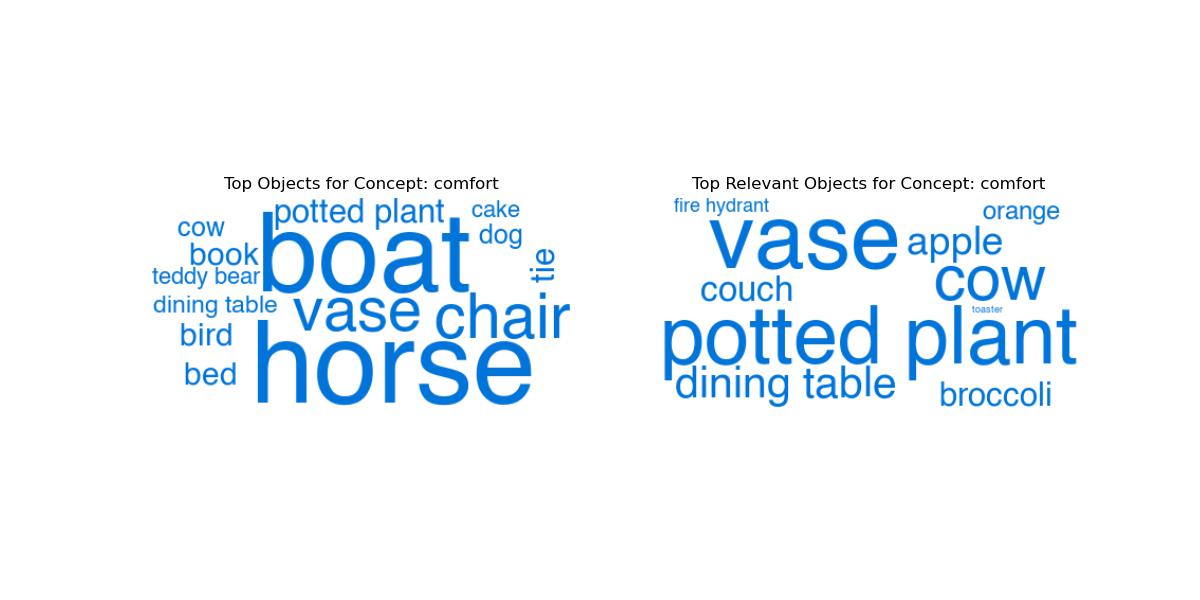 Top Objects for Concept: comfort
potted plant
cake
cow
boat
dog
book
tie
teddy bear
dining table
vase
chair
bird
horse
bed
Top Relevant Objects for Concept: comfort
fire hydrant
orange
vase
apple
couch
cow
toaster
potted plant
dining table
broccoli